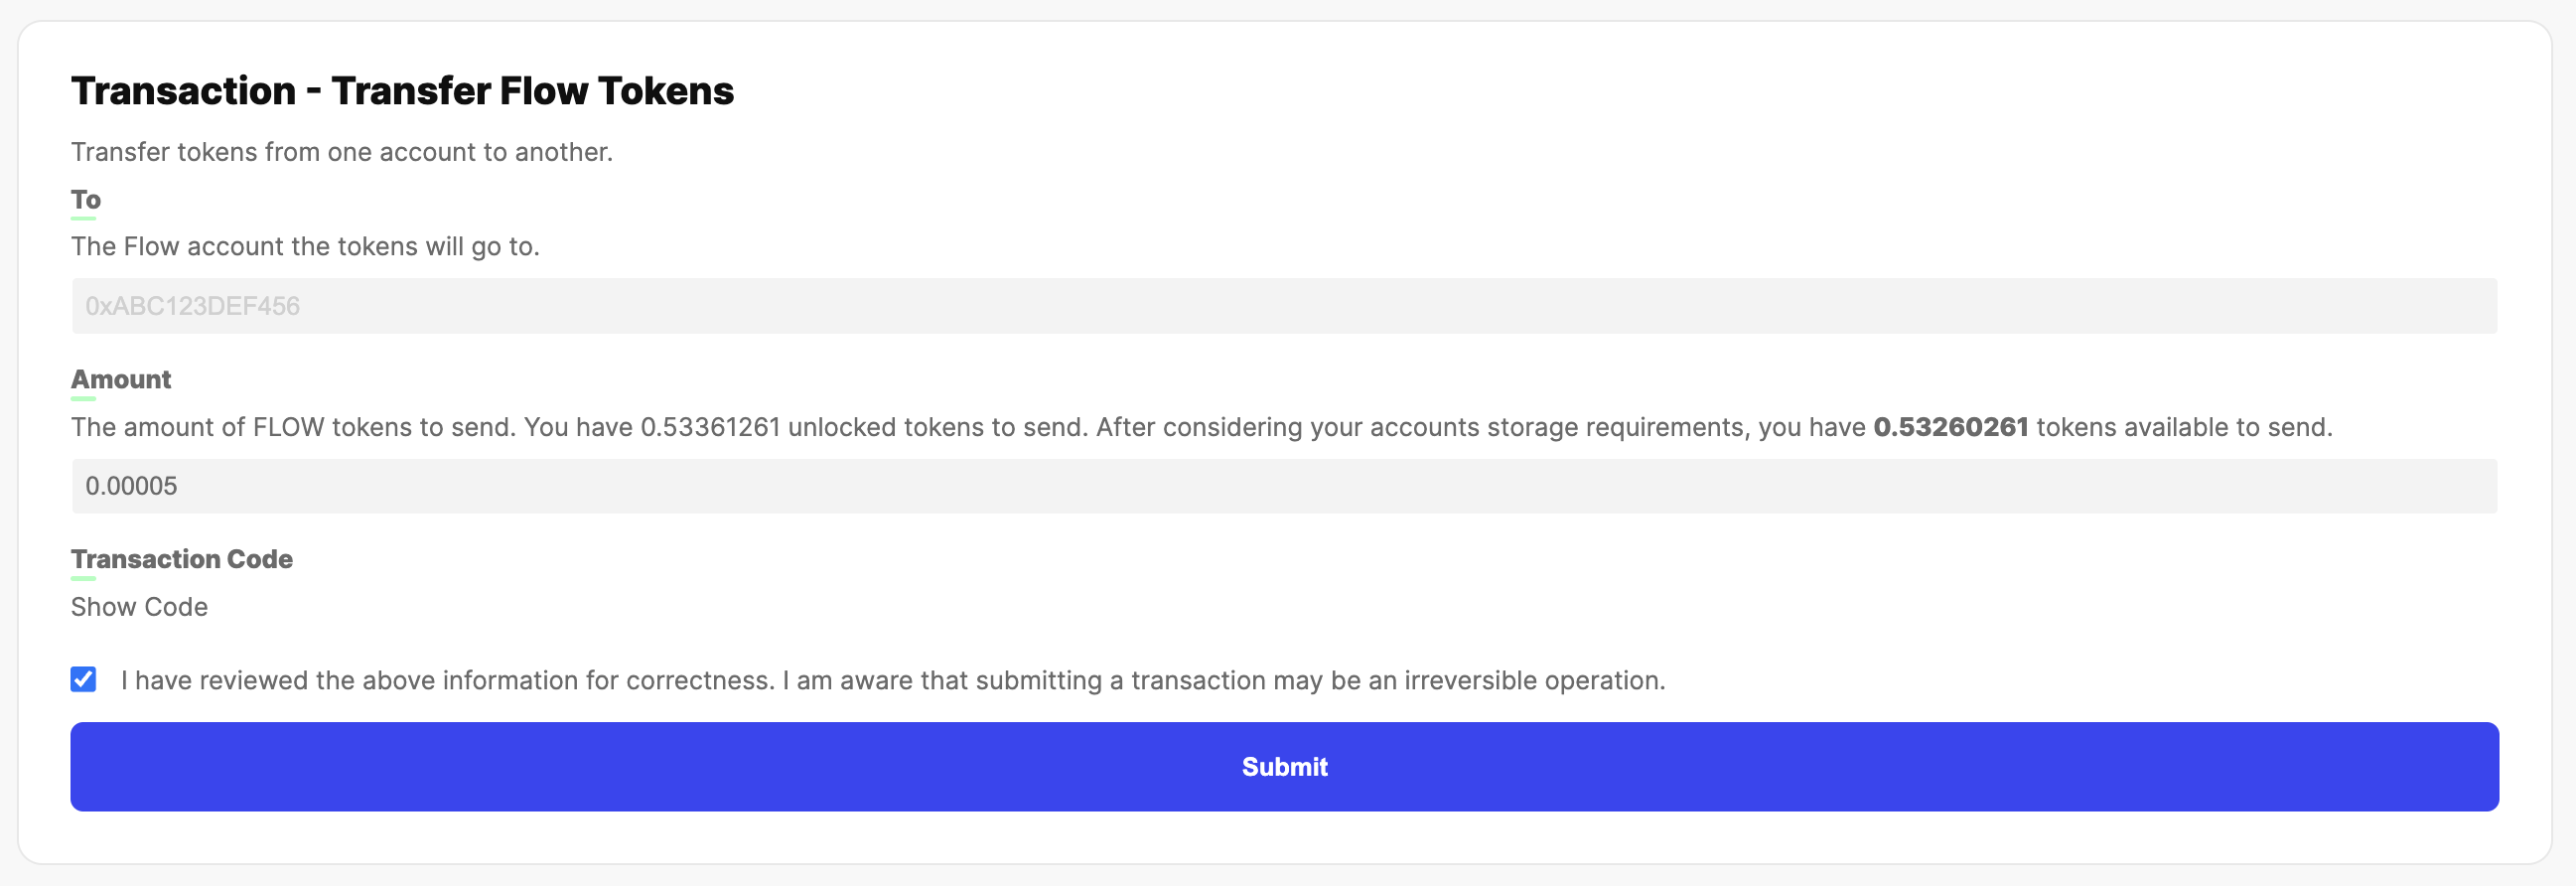 Transaction - Transfer Flow Tokens
Transfer tokens from one account to another.
To
The Flow account the tokens will go to.
0xABC123DEF456
Amount
The amount of FLOW tokens to send. You have 0.53361261 unlocked tokens to send. After considering your accounts storage requirements, you have 0.53260261 tokens available to send.
0.00005
Transaction Code
Show Code
I have reviewed the above information for correctness. I am aware that submitting a transaction may be an irreversible operation.
Submit